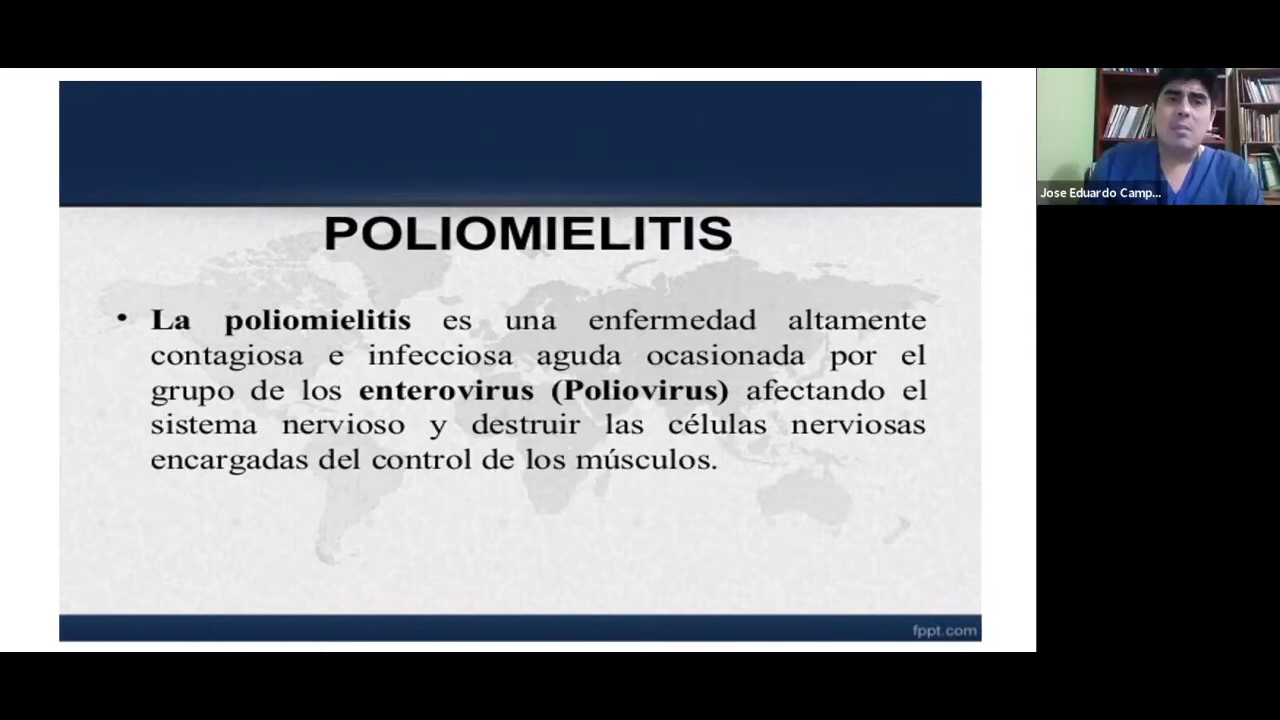 POLIOMIELITIS
• La poliomielitis es una enfermedad altamente
contagiosa e infecciosa aguda ocasionada por el
grupo de los enterovirus (Poliovirus) afectando el
sistema nervioso y destruir las células nerviosas
encargadas del control de los músculos.
fppt.com
Jose Eduardo Camp...